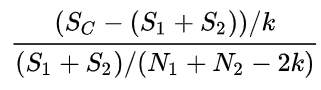 (S_C − (S_1 + S_2))/k
(S_1 + S_2)/(N_1 + N_2 − 2k)